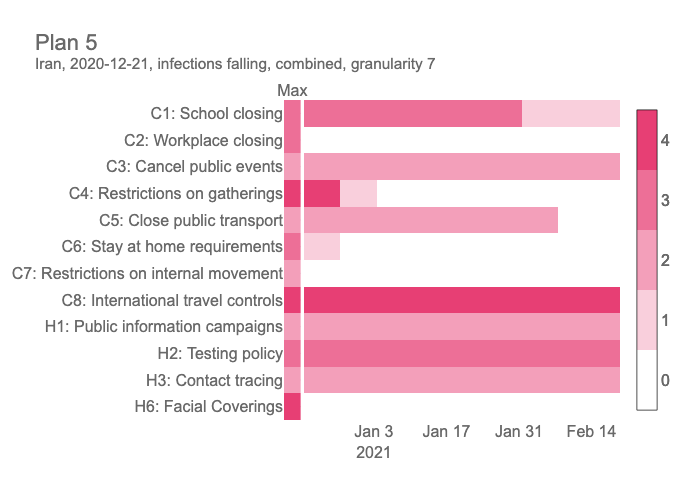 Plan 5
Iran, 2020-12-21, infections falling, combined, granularity 7
Max
C1: School closing
C2: Workplace closing
C3: Cancel public events
C4: Restrictions on gatherings
C5: Close public transport
C6: Stay at home requirements
C7: Restrictions on internal movement
C8: International travel controls
H1: Public information campaigns
H2: Testing policy
H3: Contact tracing
H6: Facial Coverings
Jan 3 Jan 17 Jan 31 Feb 14
2021
4
3
2
1
0